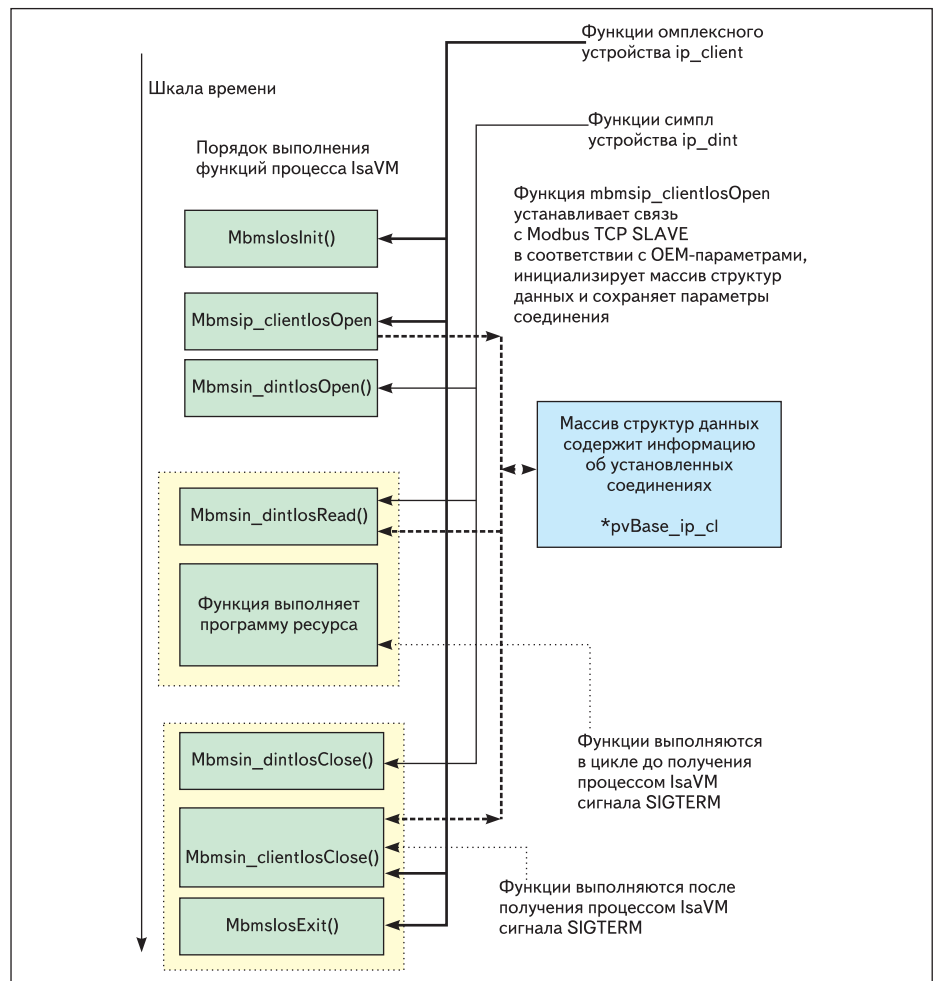 Функции омплексного
устройства ip_client
Шкала времени
Функции симпл
устройства ip_dint
Порядок выполнения
функций процесса IsaVM
Функция mbmsip_clientIosOpen
устанавливает связь
с Modbus TCP SLAVE
в соответствии с OEM-параметрами,
инициализирует массив структур
данных и сохраняет параметры
соединения
MbmsIosInit()
Mbmsip_clientIosOpen
Mbmsin_dintIosOpen()
Массив структур данных
содержит информацию
об установленных
соединениях
*pvBase_ip_cl
Mbmsin_dintIosRead()
Функция выполняет
программу ресурса
Функции выполняются
в цикле до получения
процессом IsaVM
сигнала SIGTERM
Mbmsin_dintIosClose()
Mbmsin_clientIosClose()
Функции выполняются после
получения процессом IsaVM
сигнала SIGTERM
MbmsIosExit()